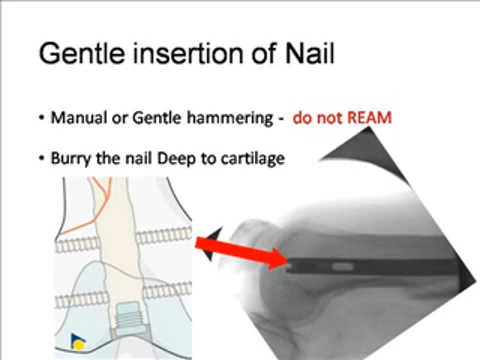 Gentle insertion of Nail
• Manual or Gentle hammering - do not REAM
• Burry the nail Deep to cartilage